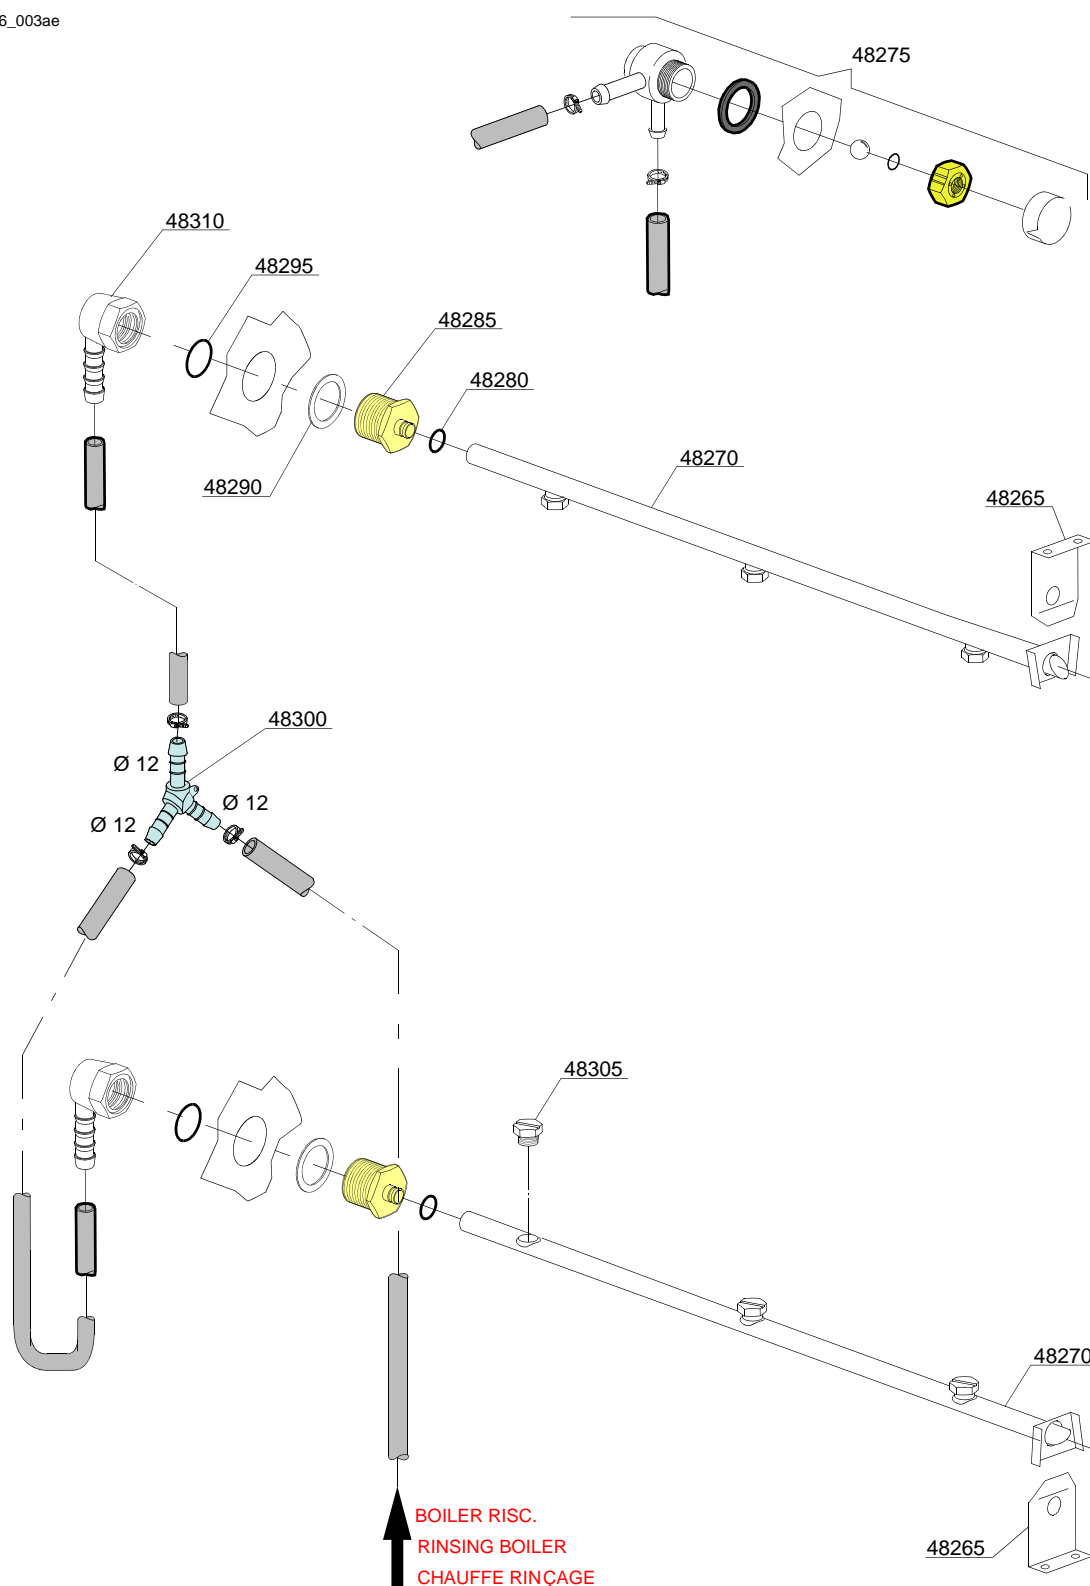 6_003ae
48275
48310
48295
48285
48280
48290
48270
48265
48300
Ø 12
Ø 12
Ø 12
48305
48270
48265
BOILER RISC.
RINSING BOILER
CHAUFFE RINÇAGE